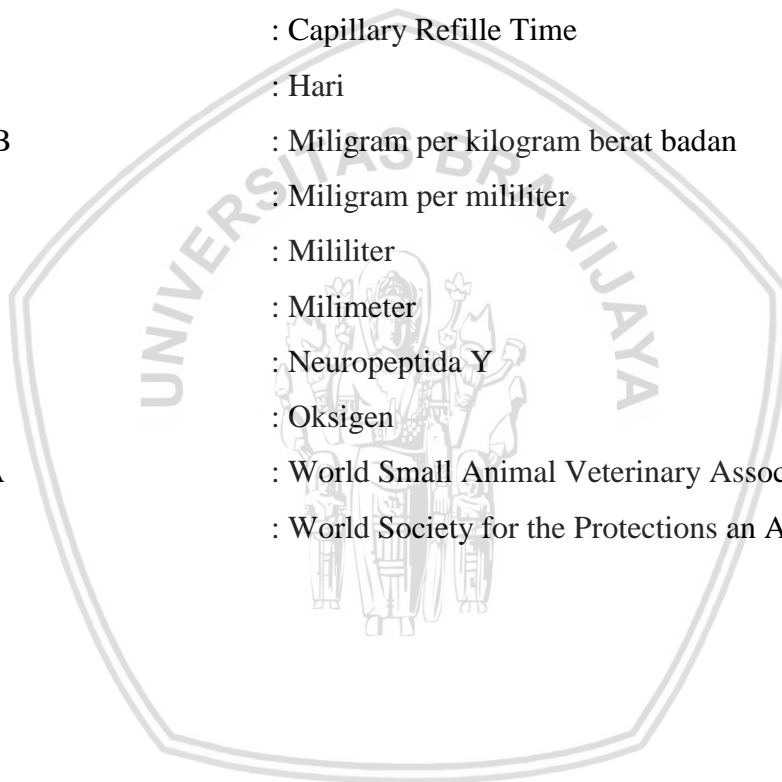 : Capillary Refille Time
: Hari
B : Miligram per kilogram berat badan
: Miligram per mililiter
: Mililiter
: Milimeter
: Neuropeptida Y
: Oksigen
A : World Small Animal Veterinary Assoc
: World Society for the Protections an A
UNIVERSITAS BRAWIJAYA